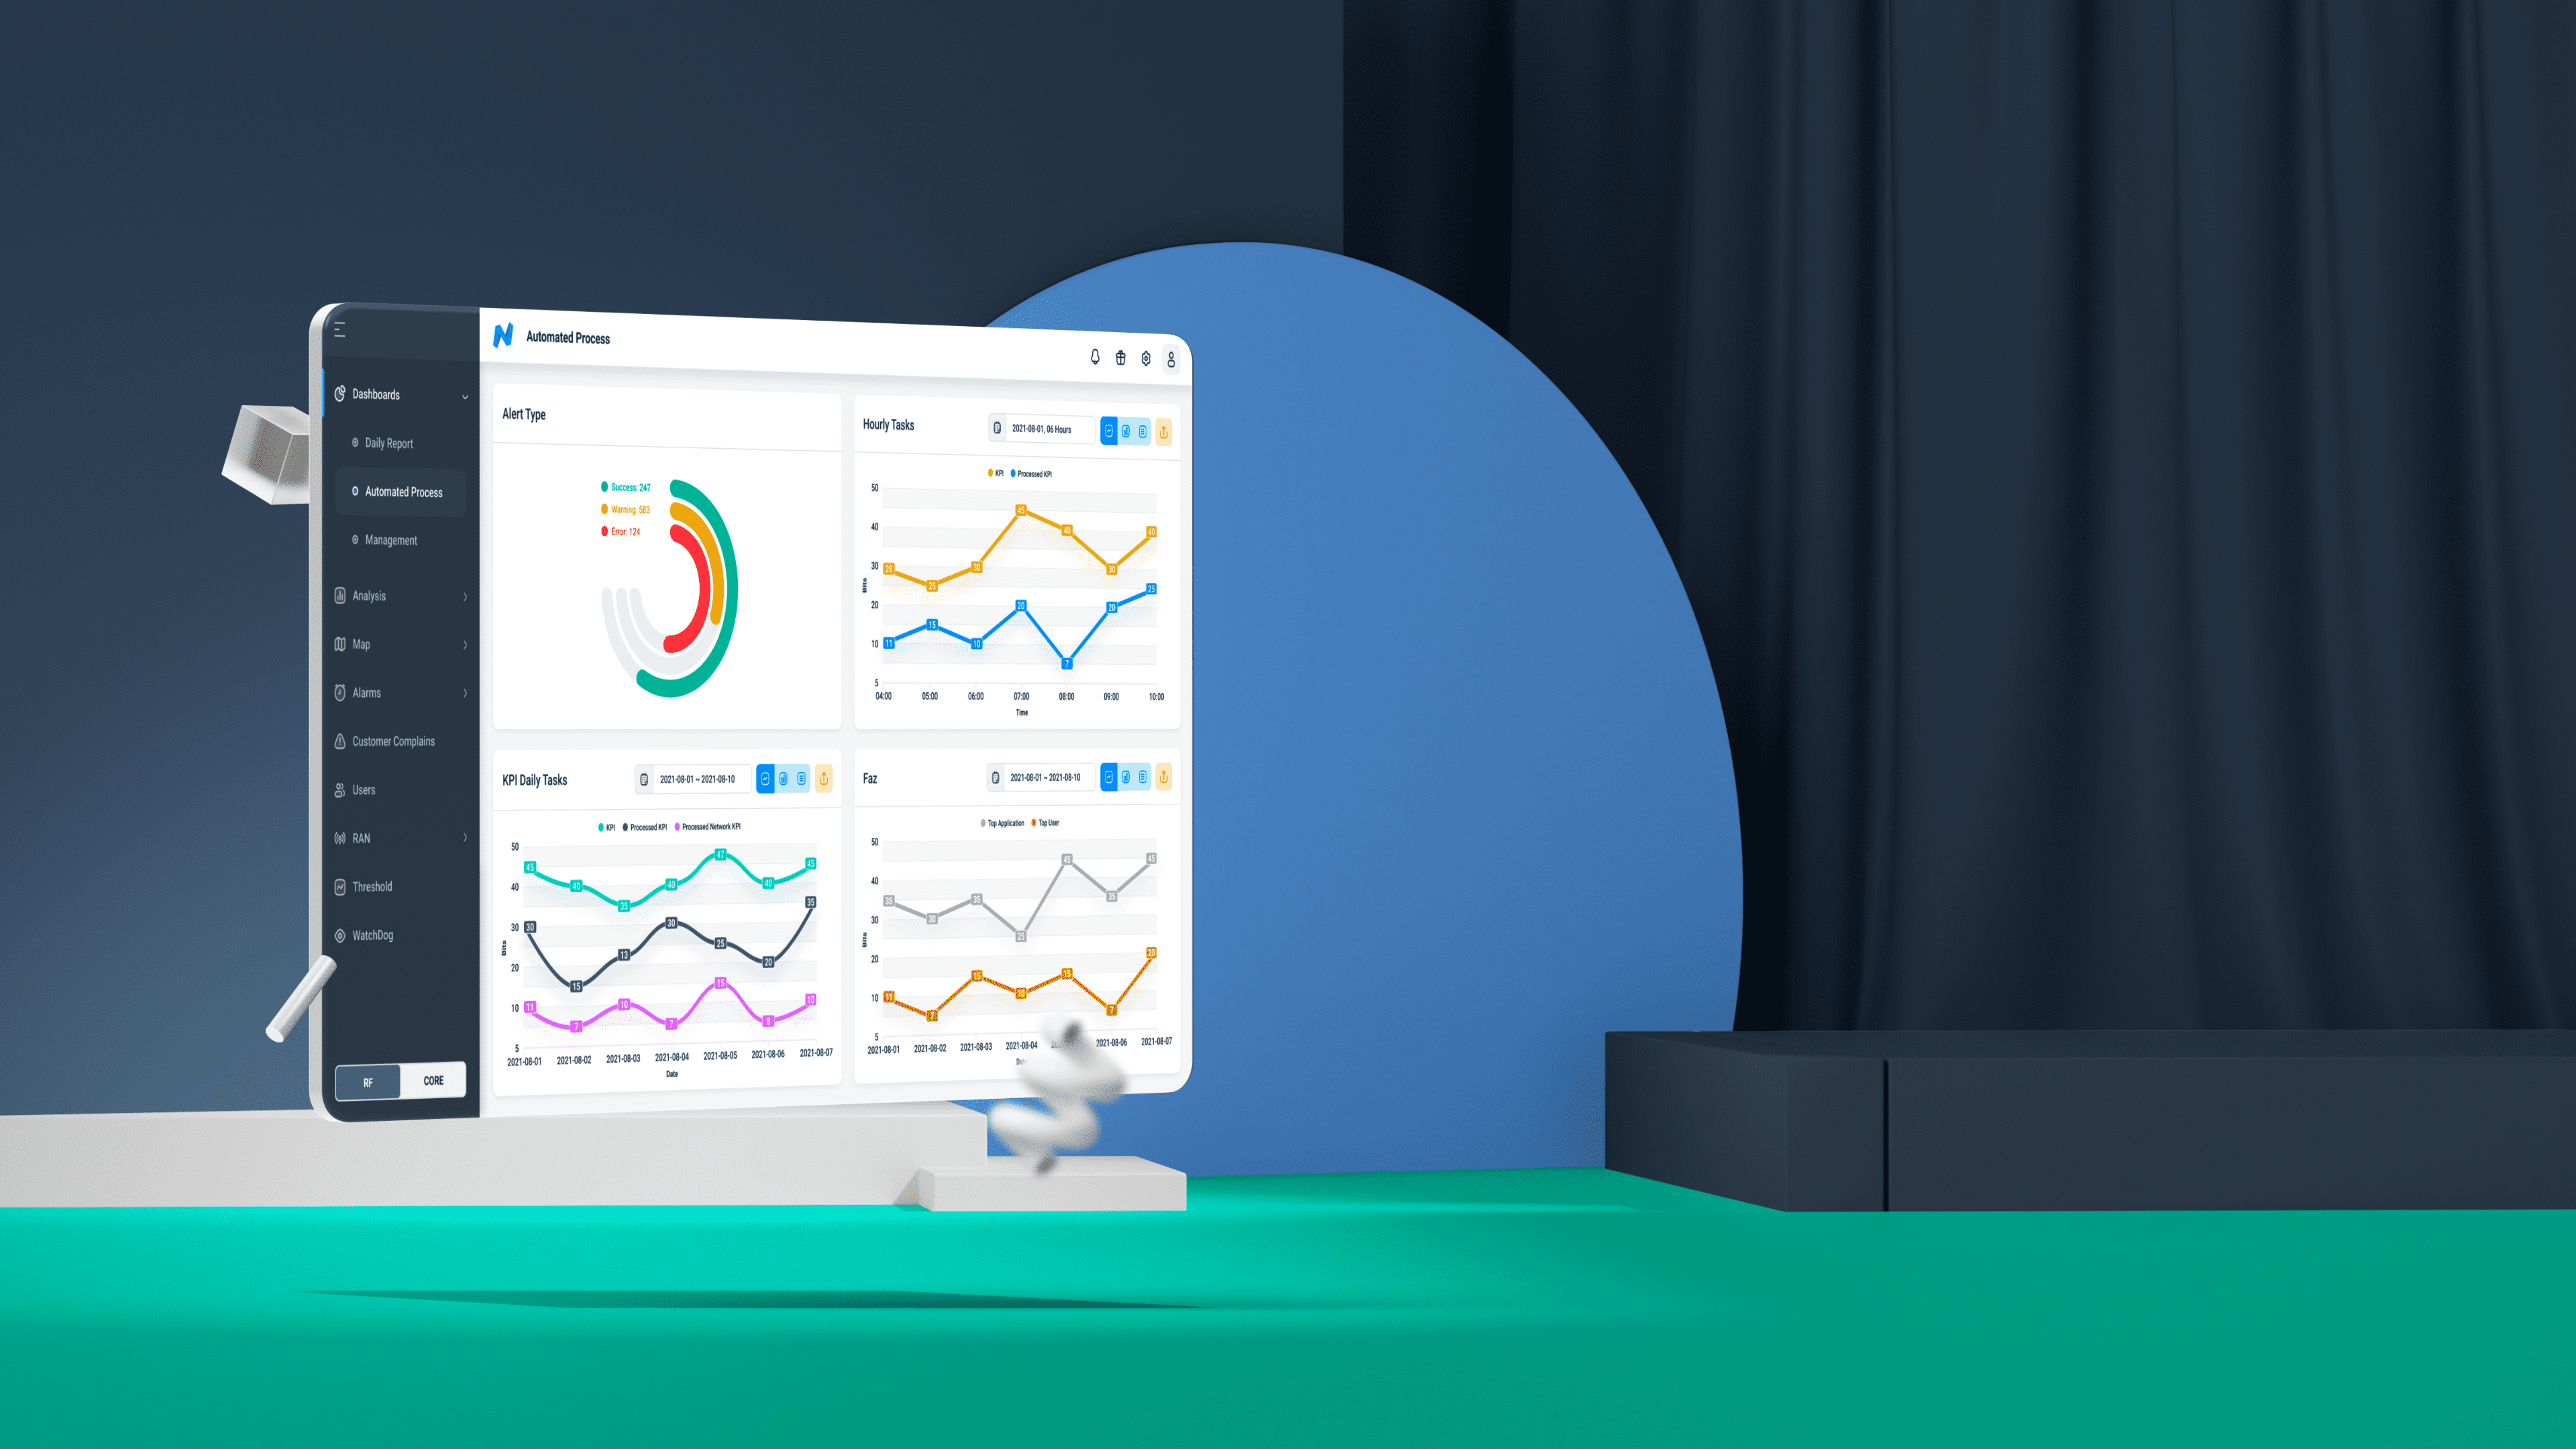 Automated Process
Dashboards
Daily Report
Automated Process
Management
Analysis
Map
Alarms
Customer Complains
Users
RAN
Threshold
WatchDog
RF
CORE
Alert Type
Success: 247
Warning: 583
Error: 124
Hourly Tasks
2021-08-01, 06 Hours
KPI
Processed KPI
50
40
30
20
10
5
Bits
28
25
30
45
40
30
40
11
15
10
20
7
20
25
04:00
05:00
06:00
07:00
08:00
09:00
10:00
Time
KPI Daily Tasks
2021-08-01 ~ 2021-08-10
KPI
Processed KPI
Processed Network KPI
50
40
30
20
10
5
Bits
45
40
35
40
47
40
45
30
15
13
30
25
20
35
11
7
10
7
15
10
2021-08-01
2021-08-02
2021-08-03
2021-08-04
2021-08-05
2021-08-06
2021-08-07
Date
Faz
2021-08-01 ~ 2021-08-10
Top Application
Top User
50
40
30
20
10
5
Bits
35
30
35
25
45
35
45
11
7
15
10
15
7
20
2021-08-01
2021-08-02
2021-08-03
2021-08-04
2021-08-06
2021-08-07